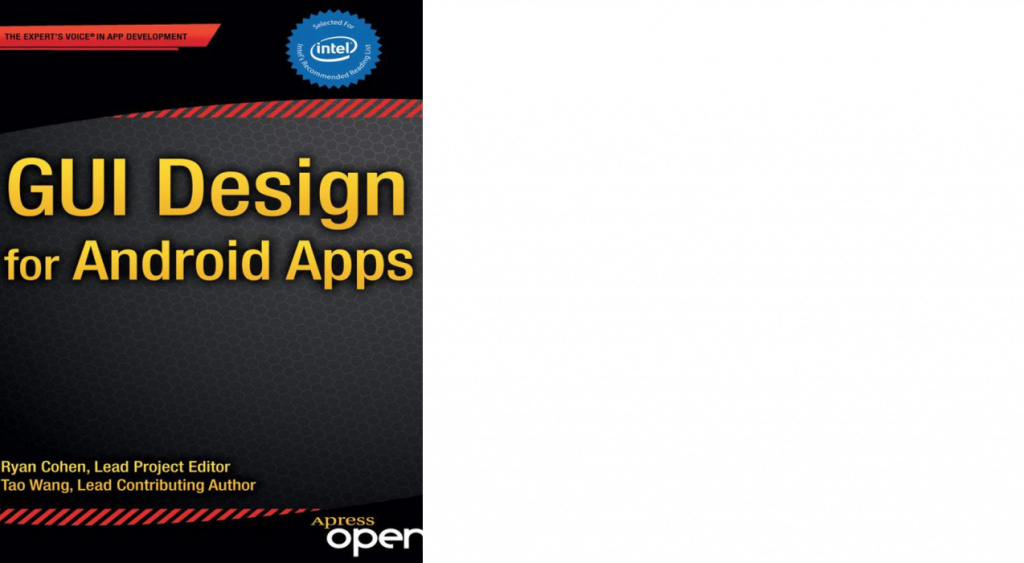 THE EXPERT'S VOICE® IN APP DEVELOPMENT
Selected For
intel
Intel's Recommended Reading List
GUI Design
for Android Apps
Ryan Cohen, Lead Project Editor
Tao Wang, Lead Contributing Author
Apress
open